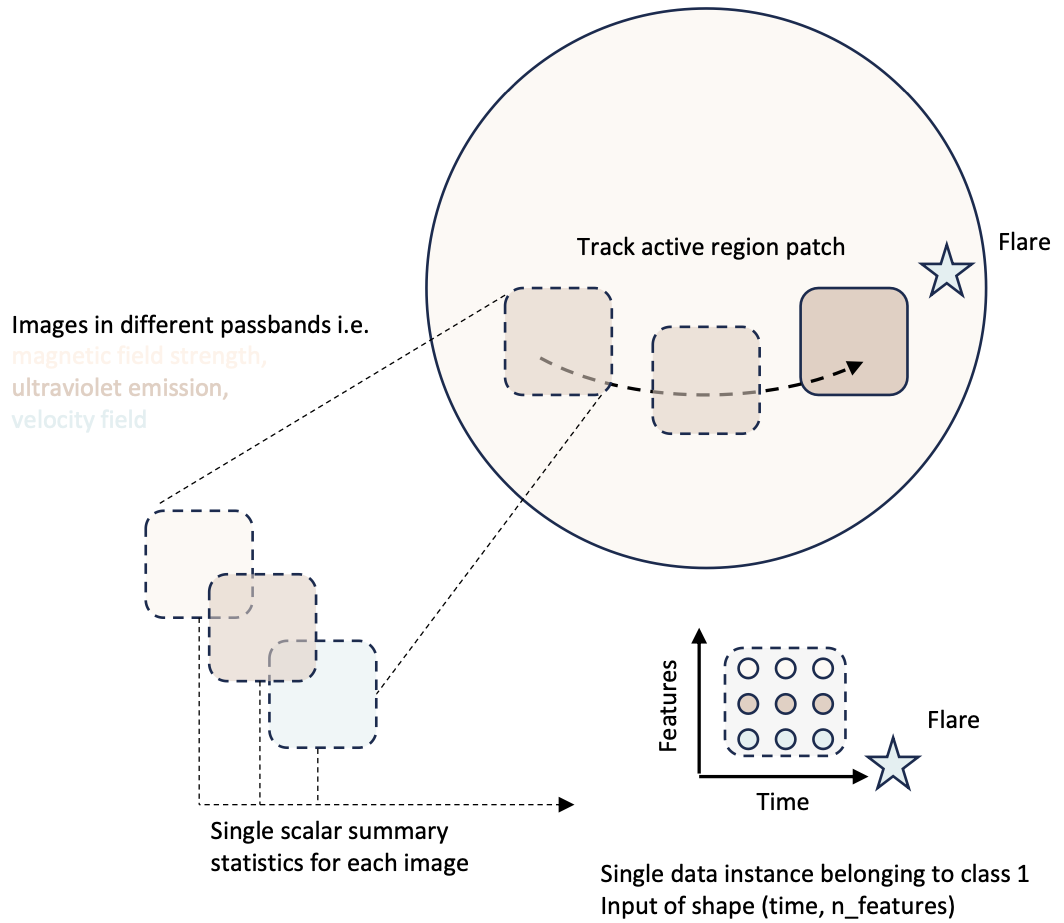 Track active region patch
Flare
Images in different passbands i.e.
magnetic field strength,
ultraviolet emission,
velocity field
Features
Time
Flare
Single scalar summary
statistics for each image
Single data instance belonging to class 1
Input of shape (time, n_features)